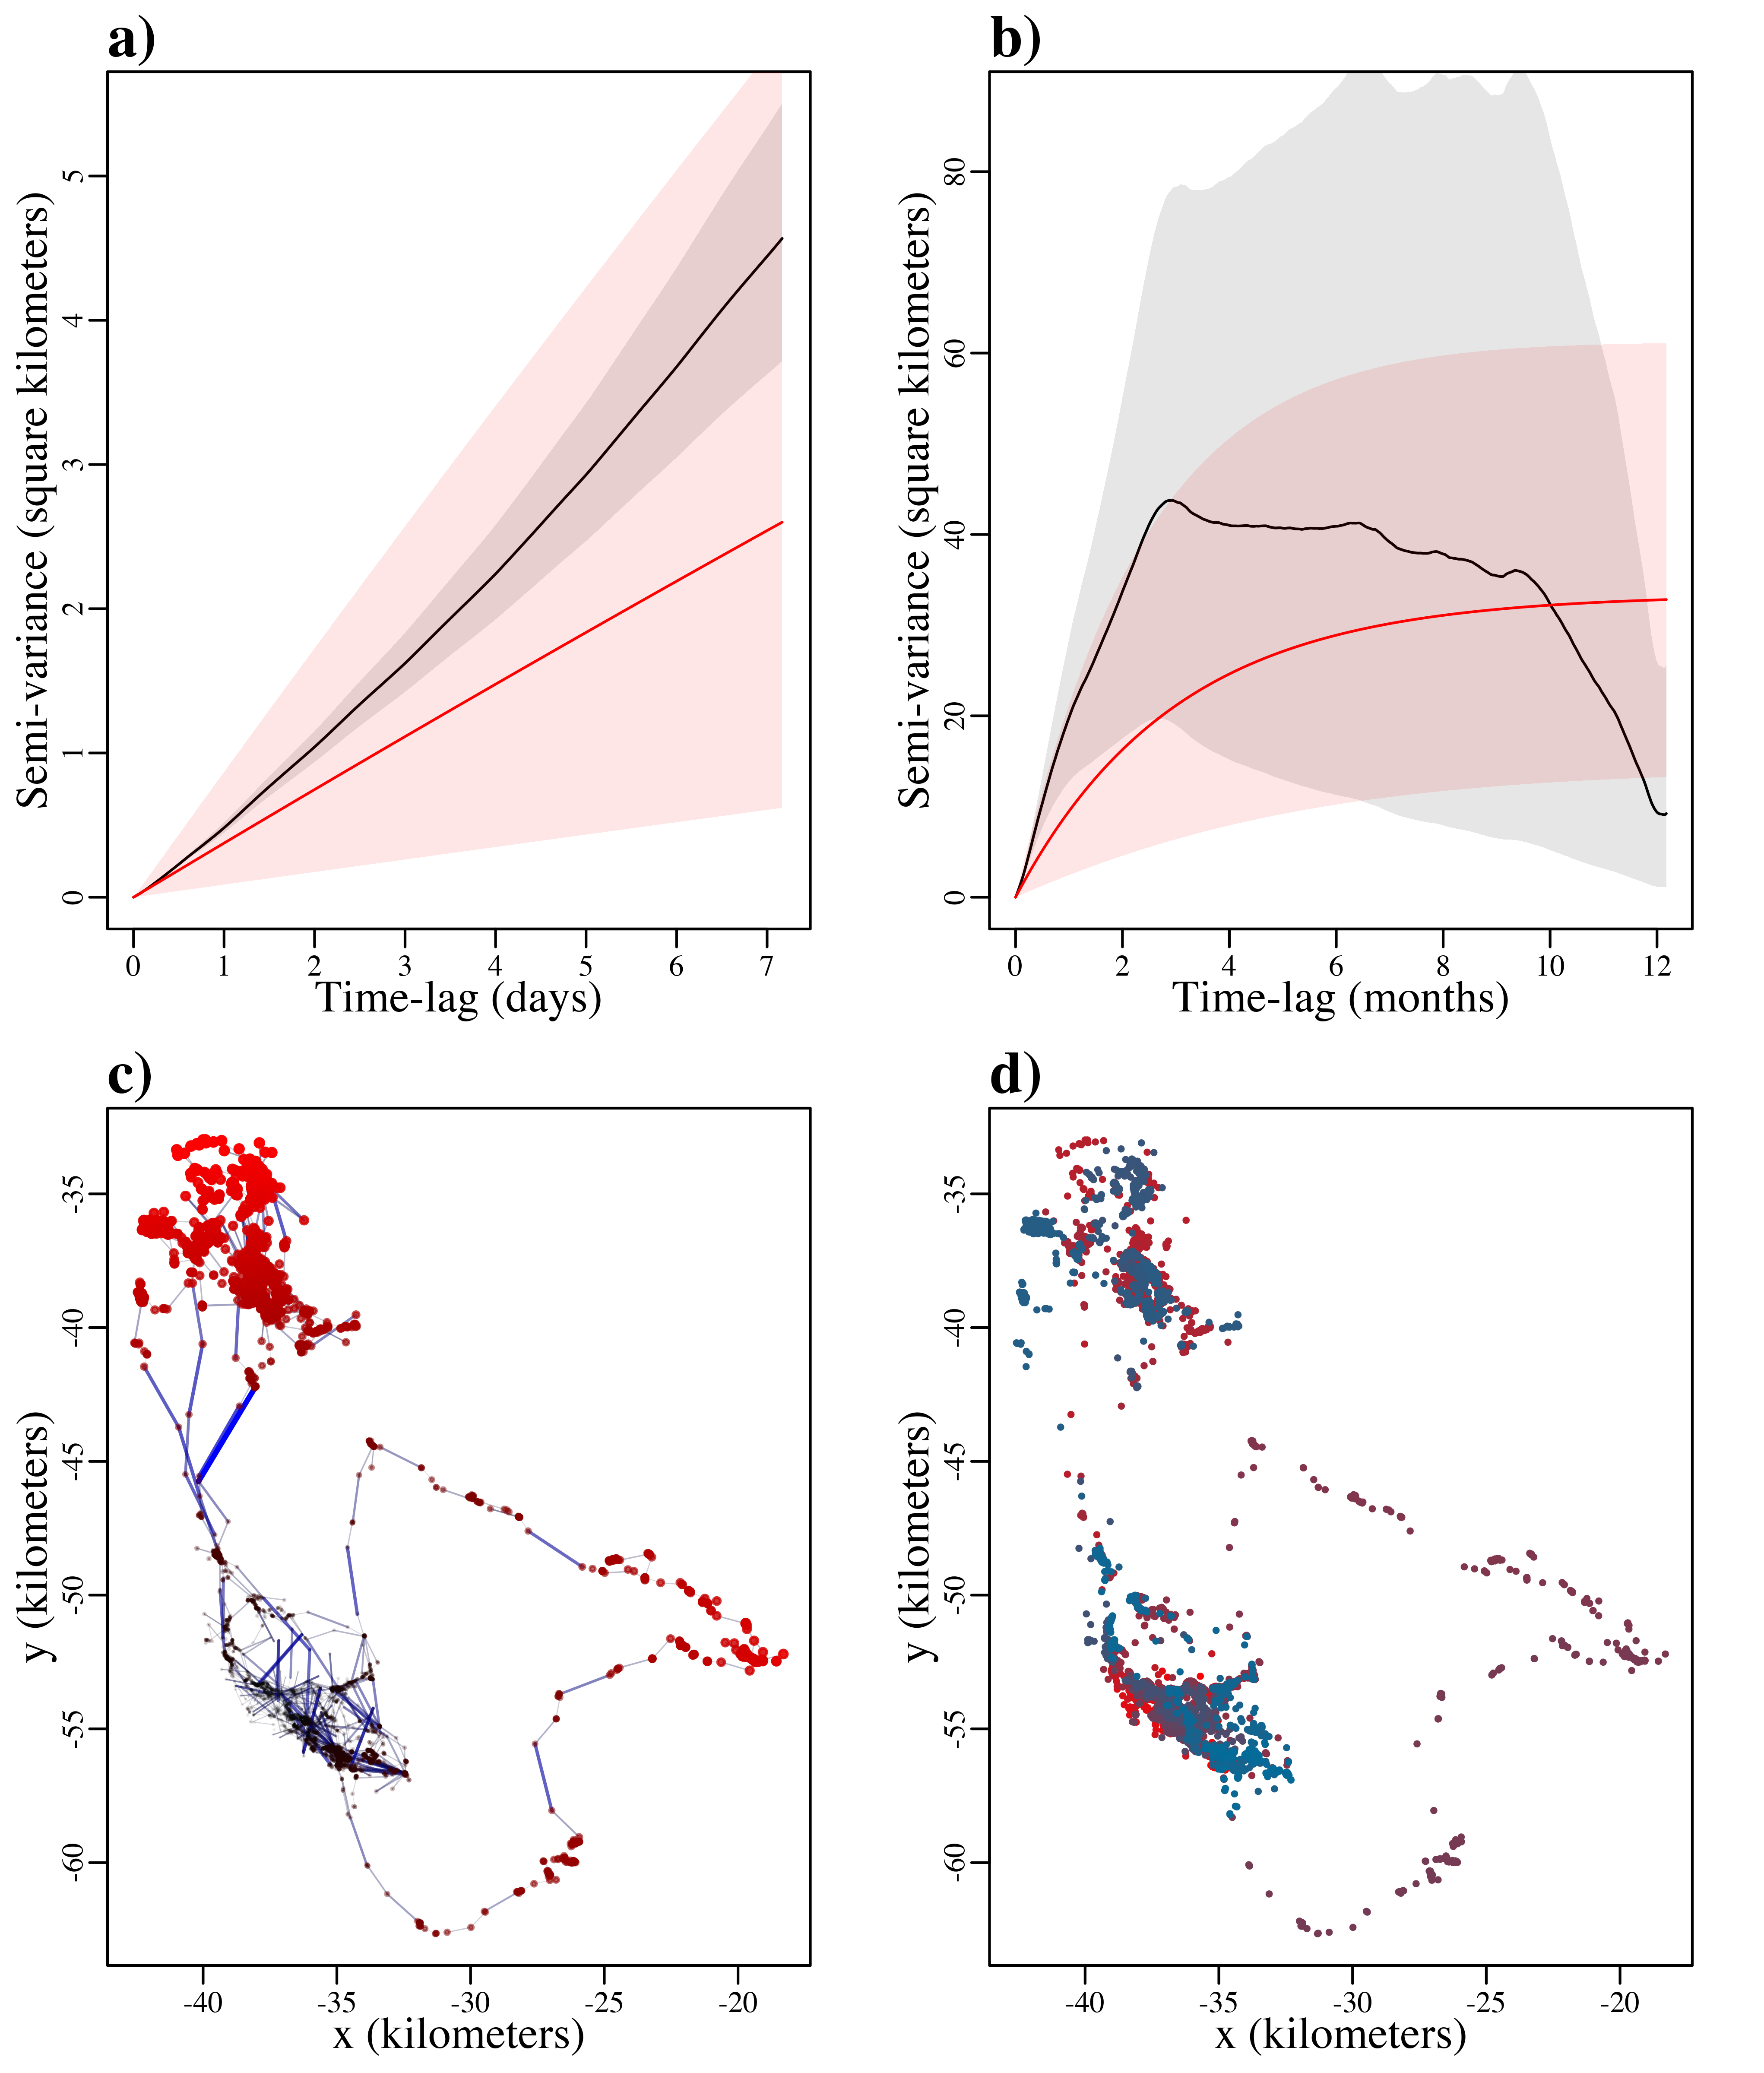 a)
Semi-variance (square kilometers)
5
4
3
2
1
0
0 1 2 3 4 5 6 7
Time-lag (days)
b)
Semi-variance (square kilometers)
80
60
40
20
0
0 2 4 6 8 10 12
Time-lag (months)
c)
y (kilometers)
-35
-40
-45
-50
-55
-60
-40 -35 -30 -25 -20
x (kilometers)
d)
y (kilometers)
-35
-40
-45
-50
-55
-60
-40 -35 -30 -25 -20
x (kilometers)